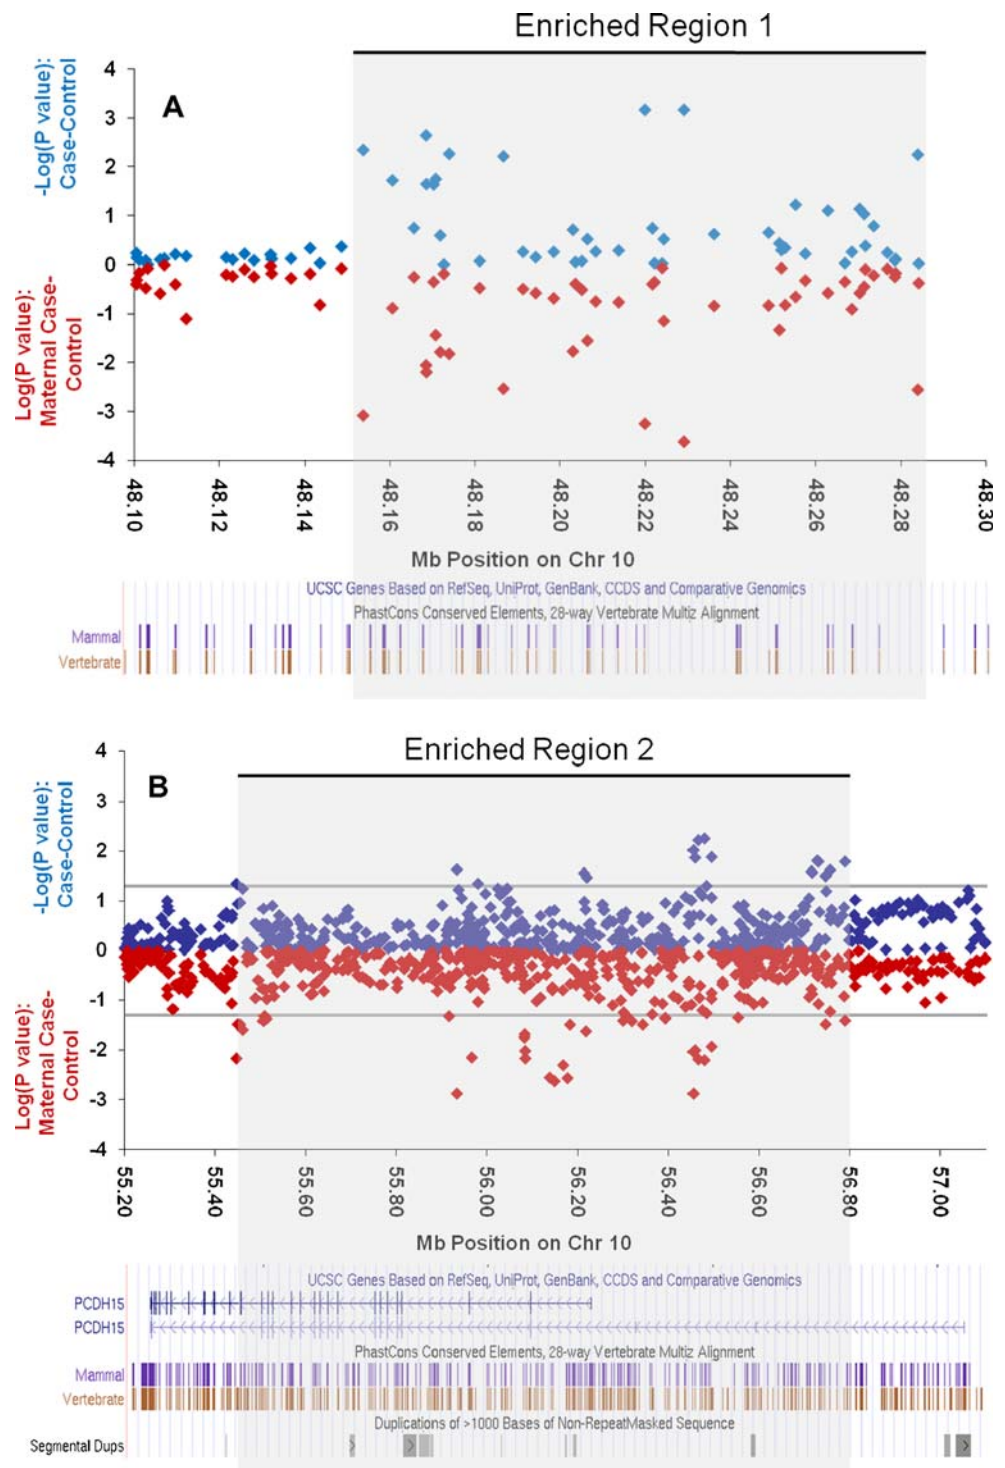 Enriched Region 1
A
-Log(P value):
Case-Control
Log(P value):
Maternal Case-
Control
4
3
2
1
0
-1
-2
-3
-4
48.10
48.12
48.14
48.16
48.18
48.20
48.22
48.24
48.26
48.28
48.30
Mb Position on Chr 10
UCSC Genes Based on RefSeq, UniProt, GenBank, CCDS and Comparative Genomics
PhastCons Conserved Elements, 28-way Vertebrate Multiz Alignment
Mammal
Vertebrate
Enriched Region 2
B
-Log(P value):
Case-Control
Log(P value):
Maternal Case-
Control
4
3
2
1
0
-1
-2
-3
-4
55.20
55.40
55.60
55.80
56.00
56.20
56.40
56.60
56.80
57.00
Mb Position on Chr 10
UCSC Genes Based on RefSeq, UniProt, GenBank, CCDS and Comparative Genomics
PCDH15
PCDH15
PhastCons Conserved Elements, 28-way Vertebrate Multiz Alignment
Mammal
Vertebrate
Duplications of >1000 Bases of Non-RepeatMasked Sequence
Segmental Dups